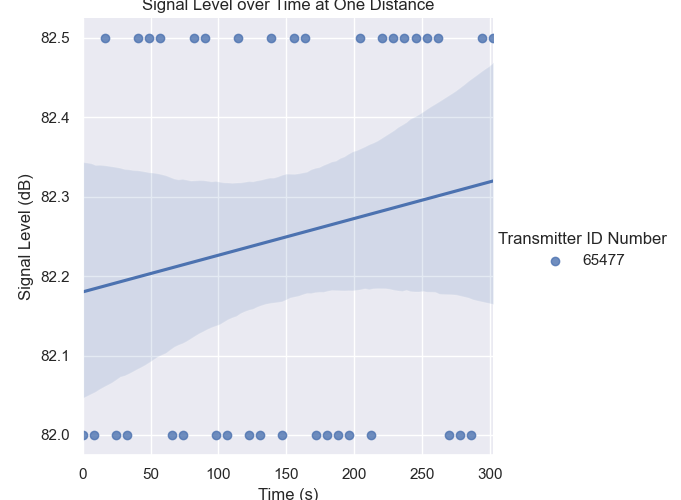 Signal Level over Time at One Distance
82.5
82.4
82.3
82.2
82.1
82.0
Signal Level (dB)
0 50 100 150 200 250 300
Time (s)
Transmitter ID Number
65477